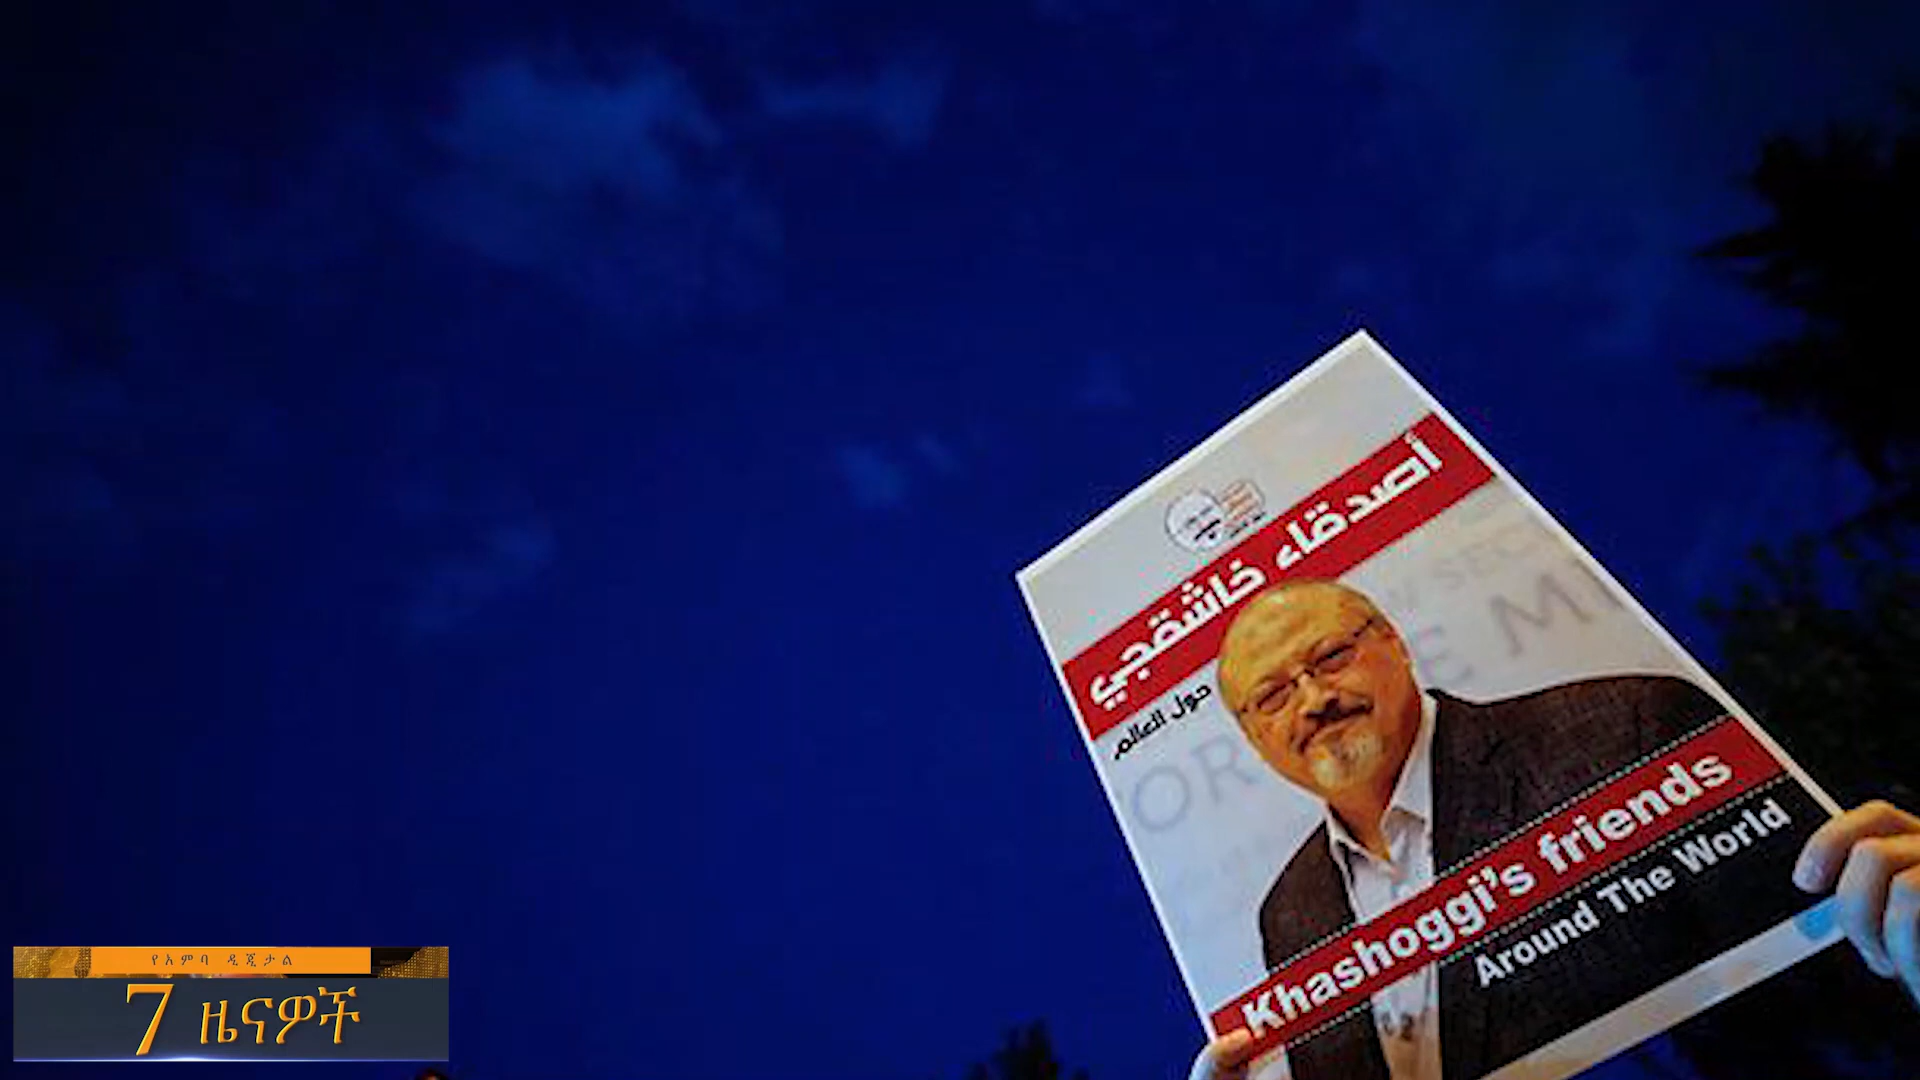 أصدقاء خاشقجي
حول العالم
Khashoggi's friends
Around The World
የአምባ ዲጂታል
7 ዜናዎች